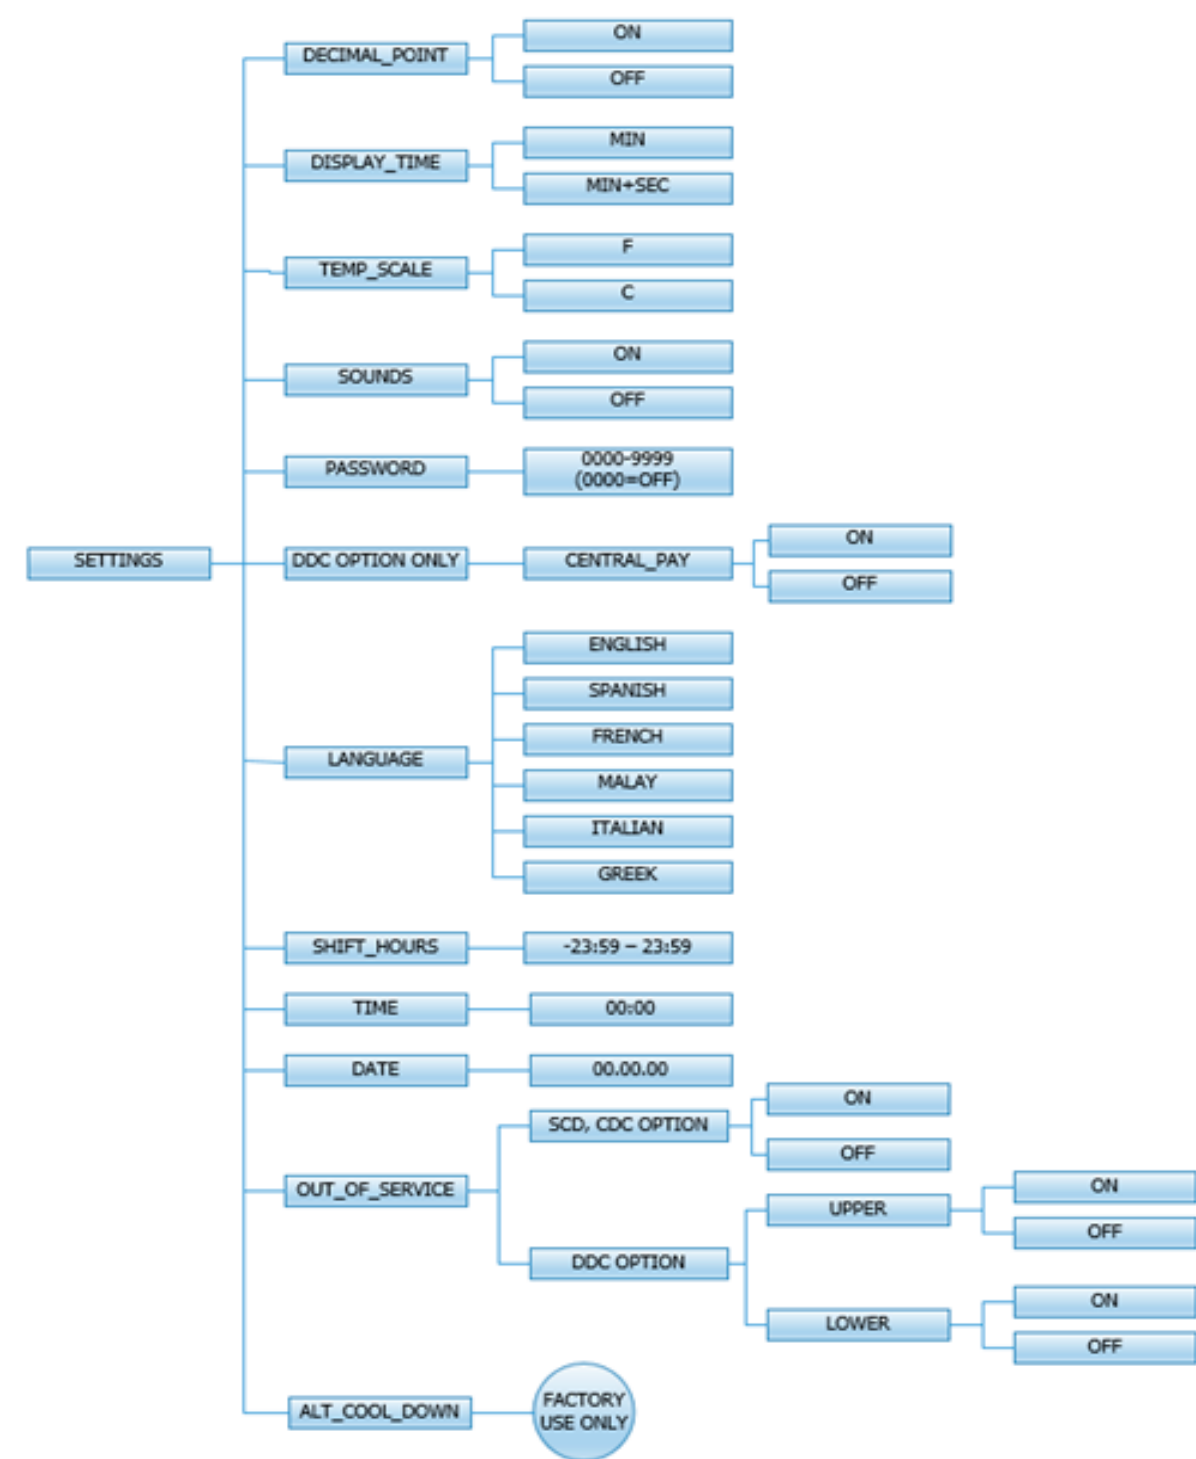 DECIMAL_POINT
ON
OFF
DISPLAY_TIME
MIN
MIN+SEC
TEMP_SCALE
F
C
SOUNDS
ON
OFF
PASSWORD
0000-9999
(0000=OFF)
SETTINGS
DDC OPTION ONLY
CENTRAL_PAY
ON
OFF
LANGUAGE
ENGLISH
SPANISH
FRENCH
MALAY
ITALIAN
GREEK
SHIFT_HOURS
-23:59 – 23:59
TIME
00:00
DATE
00.00.00
OUT_OF_SERVICE
SCD, CDC OPTION
ON
OFF
DDC OPTION
UPPER
ON
OFF
LOWER
ON
OFF
ALT_COOL_DOWN
FACTORY
USE ONLY